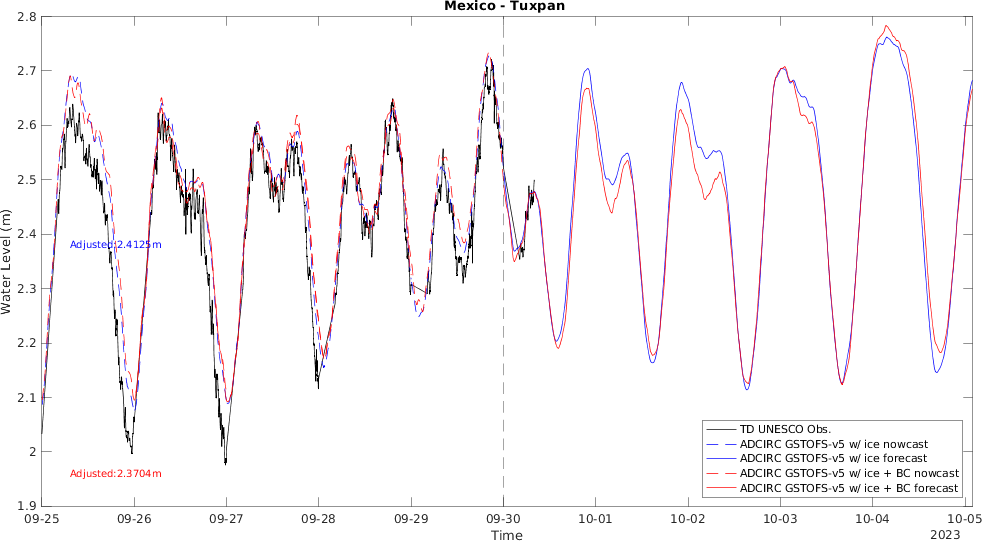 Mexico - Tuxpan
2.8
2.7
2.6
2.5
2.4
2.3
2.2
2.1
2
1.9
Water Level (m)
Adjusted:2.4125m
Adjusted:2.3704m
TD UNESCO Obs.
ADCIRC GSTOFS-v5 w/ ice nowcast
ADCIRC GSTOFS-v5 w/ ice forecast
ADCIRC GSTOFS-v5 w/ ice + BC nowcast
ADCIRC GSTOFS-v5 w/ ice + BC forecast
09-25 09-26 09-27 09-28 09-29 09-30 10-01 10-02 10-03 10-04 10-05
Time
2023